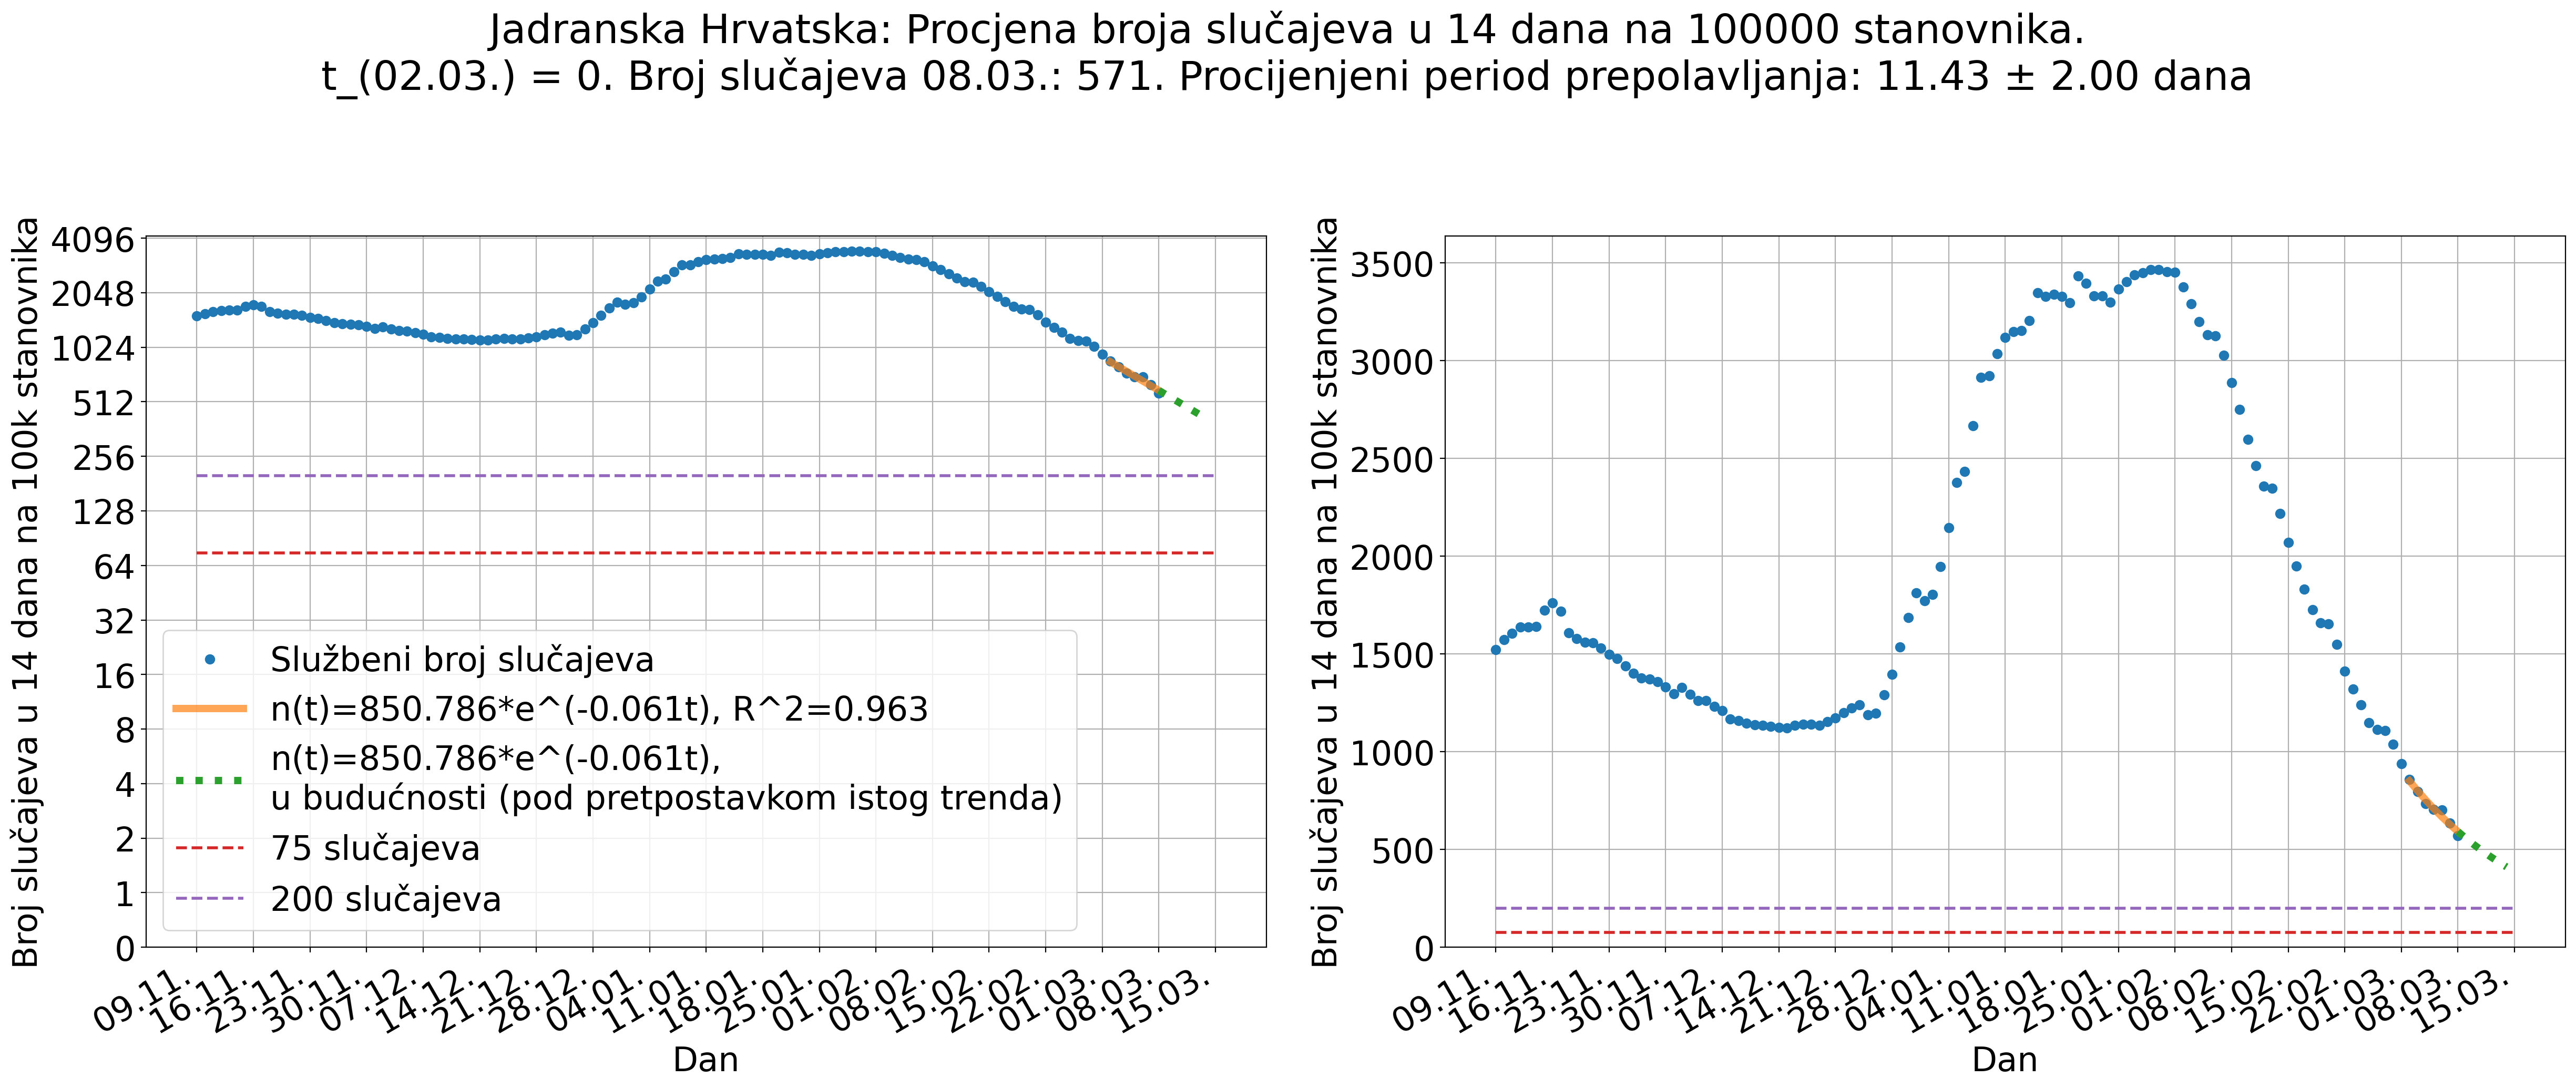 Jadranska Hrvatska: Procjena broja slučajeva u 14 dana na 100000 stanovnika.
t_(02.03.) = 0. Broj slučajeva 08.03.: 571. Procijenjeni period prepolavljanja: 11.43 ± 2.00 dana
Broj slučajeva u 14 dana na 100k stanovnika
4096
2048
1024
512
256
128
64
32
16
8
4
2
1
0
Službeni broj slučajeva
n(t)=850.786*e^(-0.061t), R^2=0.963
n(t)=850.786*e^(-0.061t),
u budućnosti (pod pretpostavkom istog trenda)
75 slučajeva
200 slučajeva
09.11. 16.11. 23.11. 30.11. 07.12. 14.12. 21.12. 28.12. 04.01. 11.01. 18.01. 25.01. 01.02. 08.02. 15.02. 22.02. 01.03. 08.03. 15.03.
Dan
Broj slučajeva u 14 dana na 100k stanovnika
3500
3000
2500
2000
1500
1000
500
0
09.11. 16.11. 23.11. 30.11. 07.12. 14.12. 21.12. 28.12. 04.01. 11.01. 18.01. 25.01. 01.02. 08.02. 15.02. 22.02. 01.03. 08.03. 15.03.
Dan